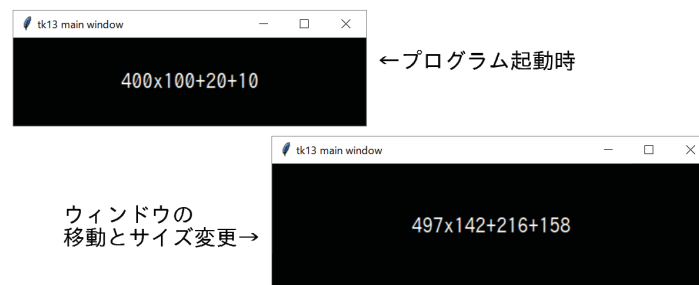 tk13 main window
400x100+20+10
←プログラム起動時
tk13 main window
497x142+216+158
ウィンドウの
移動とサイズ変更→